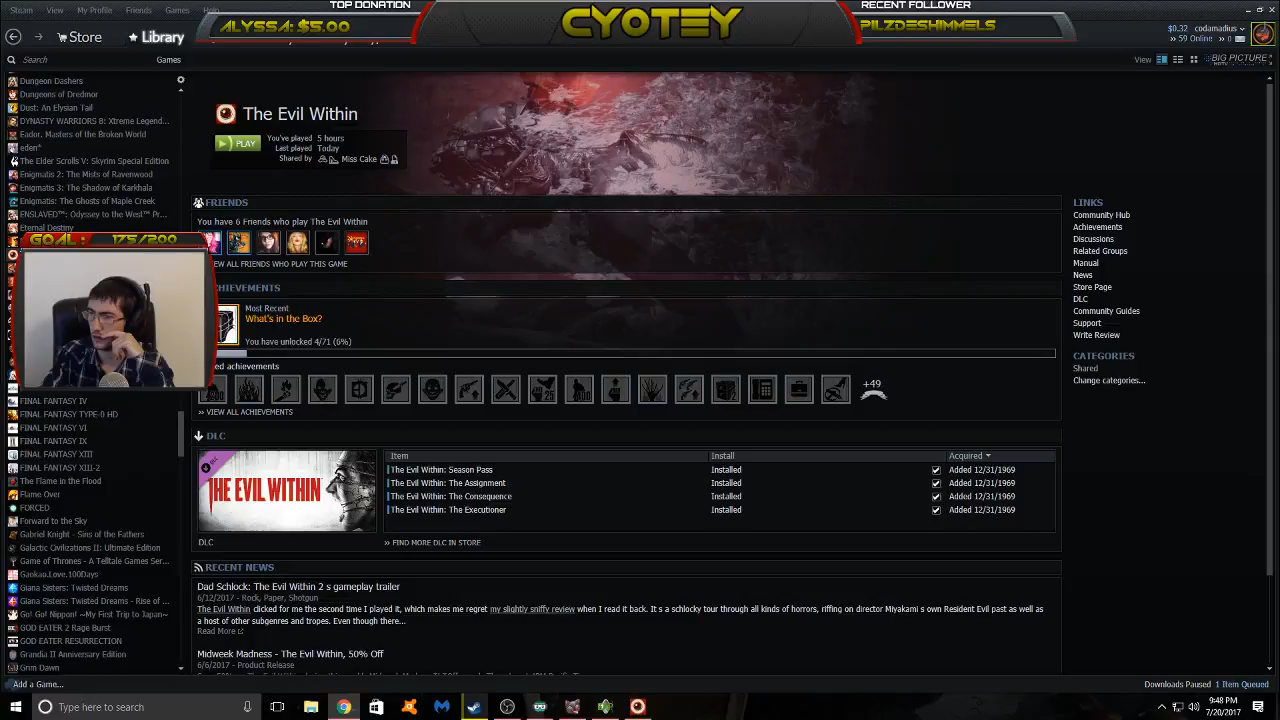 Steam View My Profile Friends Games Help
TOP DONATION
ALYSSA: $5.00
CYOTEY
RECENT FOLLOWER
PILZDESHIMMELS
Store Library
$0.32 codamadius
» 59 Online » 0
Search Games
View BIG PICTURE
Dungeon Dashers
Dungeons of Dredmor
Dust: An Elysian Tail
DYNASTY WARRIORS 8: Xtreme Legend...
Eador. Masters of the Broken World
eden*
The Elder Scrolls V: Skyrim Special Edition
Enigmatis 2: The Mists of Ravenwood
Enigmatis 3: The Shadow of Karkhala
Enigmatis: The Ghosts of Maple Creek
ENSLAVED™: Odyssey to the West™ Pr...
Eternal Destiny
GOAL : 175/200
FINAL FANTASY IV
FINAL FANTASY TYPE-0 HD
FINAL FANTASY VI
FINAL FANTASY IX
FINAL FANTASY XIII
FINAL FANTASY XIII-2
The Flame in the Flood
Flame Over
FORCED
Forward to the Sky
Gabriel Knight - Sins of the Fathers
Galactic Civilizations II: Ultimate Edition
Game of Thrones - A Telltale Games Ser...
Gaokao.Love.100Days
Giana Sisters: Twisted Dreams
Giana Sisters: Twisted Dreams - Rise of ...
Go! Go! Nippon! ~My First Trip to Japan~
GOD EATER 2 Rage Burst
GOD EATER RESURRECTION
Grandia II Anniversary Edition
Grim Dawn
The Evil Within
PLAY
You've played 5 hours
Last played Today
Shared by Miss Cake
FRIENDS
You have 6 Friends who play The Evil Within
VIEW ALL FRIENDS WHO PLAY THIS GAME
ACHIEVEMENTS
Most Recent
What's in the Box?
You have unlocked 4/71 (6%)
ed achievements
+49
» VIEW ALL ACHIEVEMENTS
DLC
THE EVIL WITHIN
DLC
Item Install Acquired
The Evil Within: Season Pass Installed Added 12/31/1969
The Evil Within: The Assignment Installed Added 12/31/1969
The Evil Within: The Consequence Installed Added 12/31/1969
The Evil Within: The Executioner Installed Added 12/31/1969
» FIND MORE DLC IN STORE
RECENT NEWS
Dad Schlock: The Evil Within 2 s gameplay trailer
6/12/2017 - Rock, Paper, Shotgun
The Evil Within clicked for me the second time I played it, which makes me regret my slightly sniffy review when I read it back. It s a schlocky tour through all kinds of horrors, riffing on director Miyakami s own Resident Evil past as well as
a host of other subgenres and tropes. Even though there...
Read More
Midweek Madness - The Evil Within, 50% Off
6/6/2017 - Product Release
LINKS
Community Hub
Achievements
Discussions
Related Groups
Manual
News
Store Page
DLC
Community Guides
Support
Write Review
CATEGORIES
Shared
Change categories...
Add a Game...
Downloads Paused 1 Item Queued
Type here to search
9:48 PM
7/20/2017